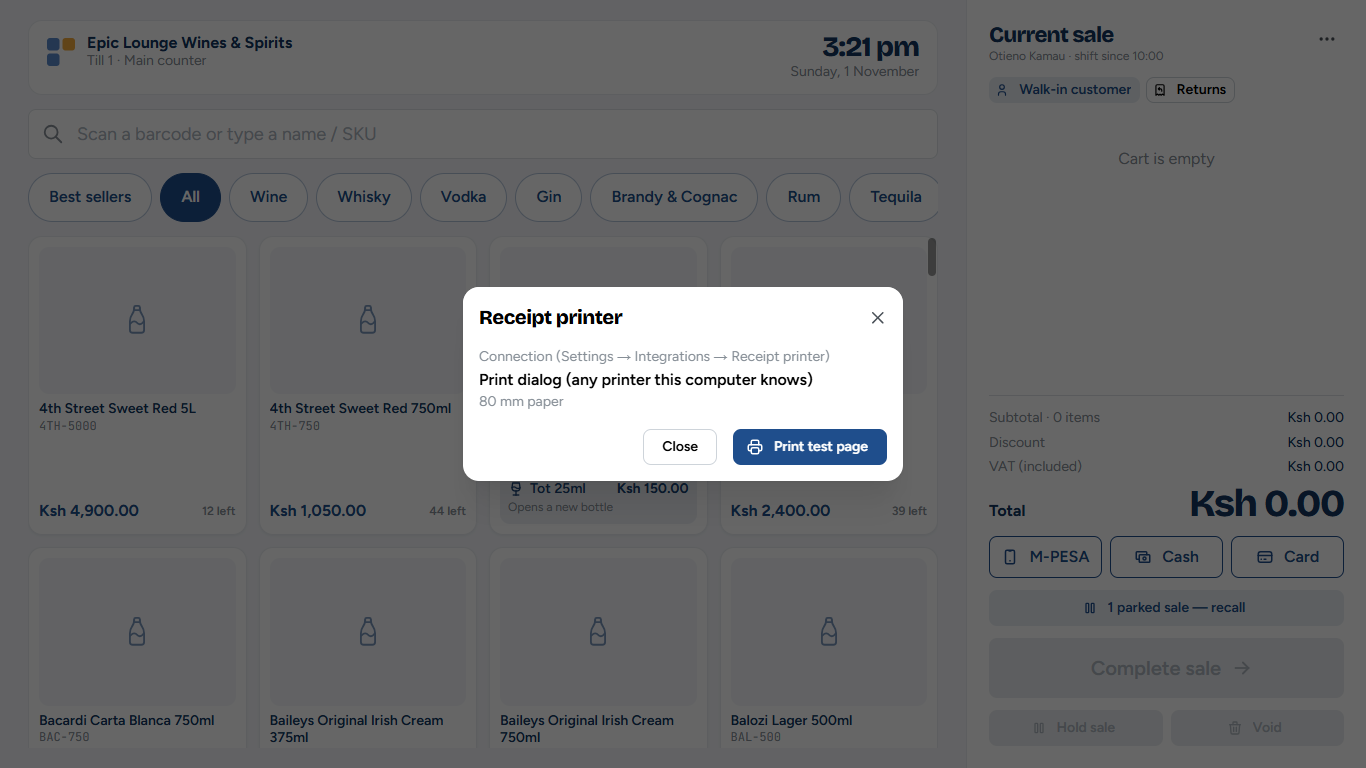 Epic Lounge Wines & Spirits
Till 1 · Main counter
3:21 pm
Sunday, 1 November
Scan a barcode or type a name / SKU
Best sellers
All
Wine
Whisky
Vodka
Gin
Brandy & Cognac
Rum
Tequila
4th Street Sweet Red 5L
4TH-5000
Ksh 4,900.00
12 left
4th Street Sweet Red 750ml
4TH-750
Ksh 1,050.00
44 left
Tot 25ml
Ksh 150.00
Opens a new bottle
Ksh 2,400.00
39 left
Bacardi Carta Blanca 750ml
BAC-750
Baileys Original Irish Cream
375ml
Baileys Original Irish Cream
750ml
Balozi Lager 500ml
BAL-500
Receipt printer
Connection (Settings → Integrations → Receipt printer)
Print dialog (any printer this computer knows)
80 mm paper
Close
Print test page
Current sale
Otieno Kamau · shift since 10:00
Walk-in customer
Returns
Cart is empty
Subtotal · 0 items
Ksh 0.00
Discount
Ksh 0.00
VAT (included)
Ksh 0.00
Total
Ksh 0.00
M-PESA
Cash
Card
1 parked sale — recall
Complete sale →
Hold sale
Void